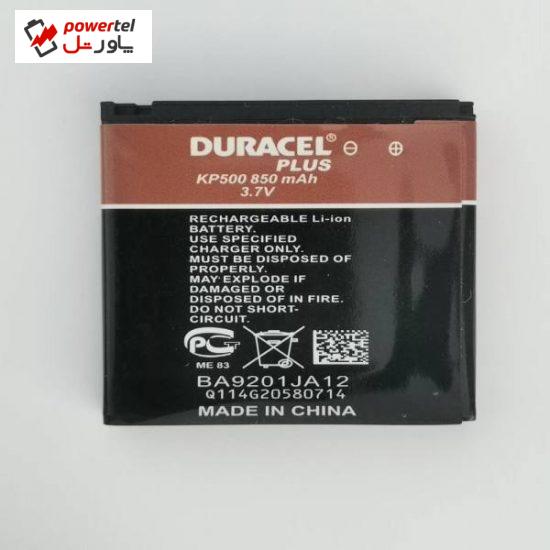 powertel
پاورتل
DURACEL®
PLUS
KP500 850 mAh
3.7V
RECHARGEABLE Li-ion
BATTERY.
USE SPECIFIED
CHARGER ONLY.
MUST BE DISPOSED OF
PROPERLY.
MAY EXPLODE IF
DAMAGED OR
DISPOSED OF IN FIRE.
DO NOT SHORT-
CIRCUIT.
ME 83
BA9201JA12
Q114G20580714
MADE IN CHINA